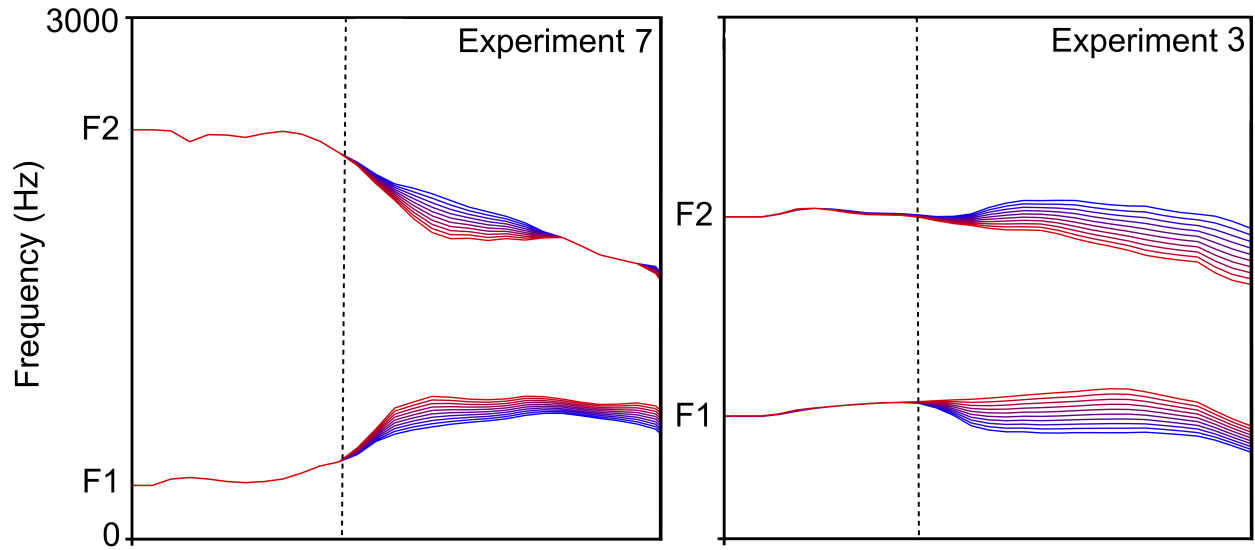 3000
Experiment 7
Experiment 3
F2
F2
Frequency (Hz)
F1
F1
0